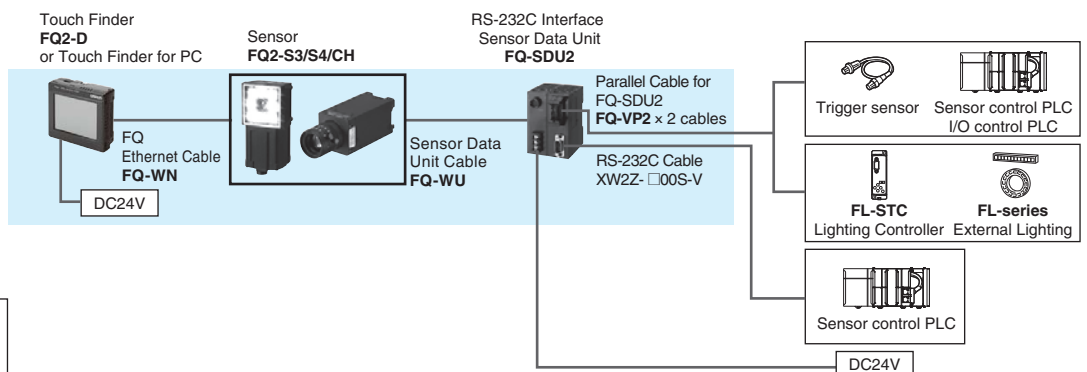 Touch Finder
FQ2-D
or Touch Finder for PC
Sensor
FQ2-S3/S4/CH
RS-232C Interface
Sensor Data Unit
FQ-SDU2
FQ
Ethernet Cable
FQ-WN
DC24V
Sensor Data
Unit Cable
FQ-WU
Parallel Cable for
FQ-SDU2
FQ-VP2 × 2 cables
RS-232C Cable
XW2Z- □00S-V
Trigger sensor
Sensor control PLC
I/O control PLC
FL-STC
Lighting Controller
FL-series
External Lighting
Sensor control PLC
DC24V